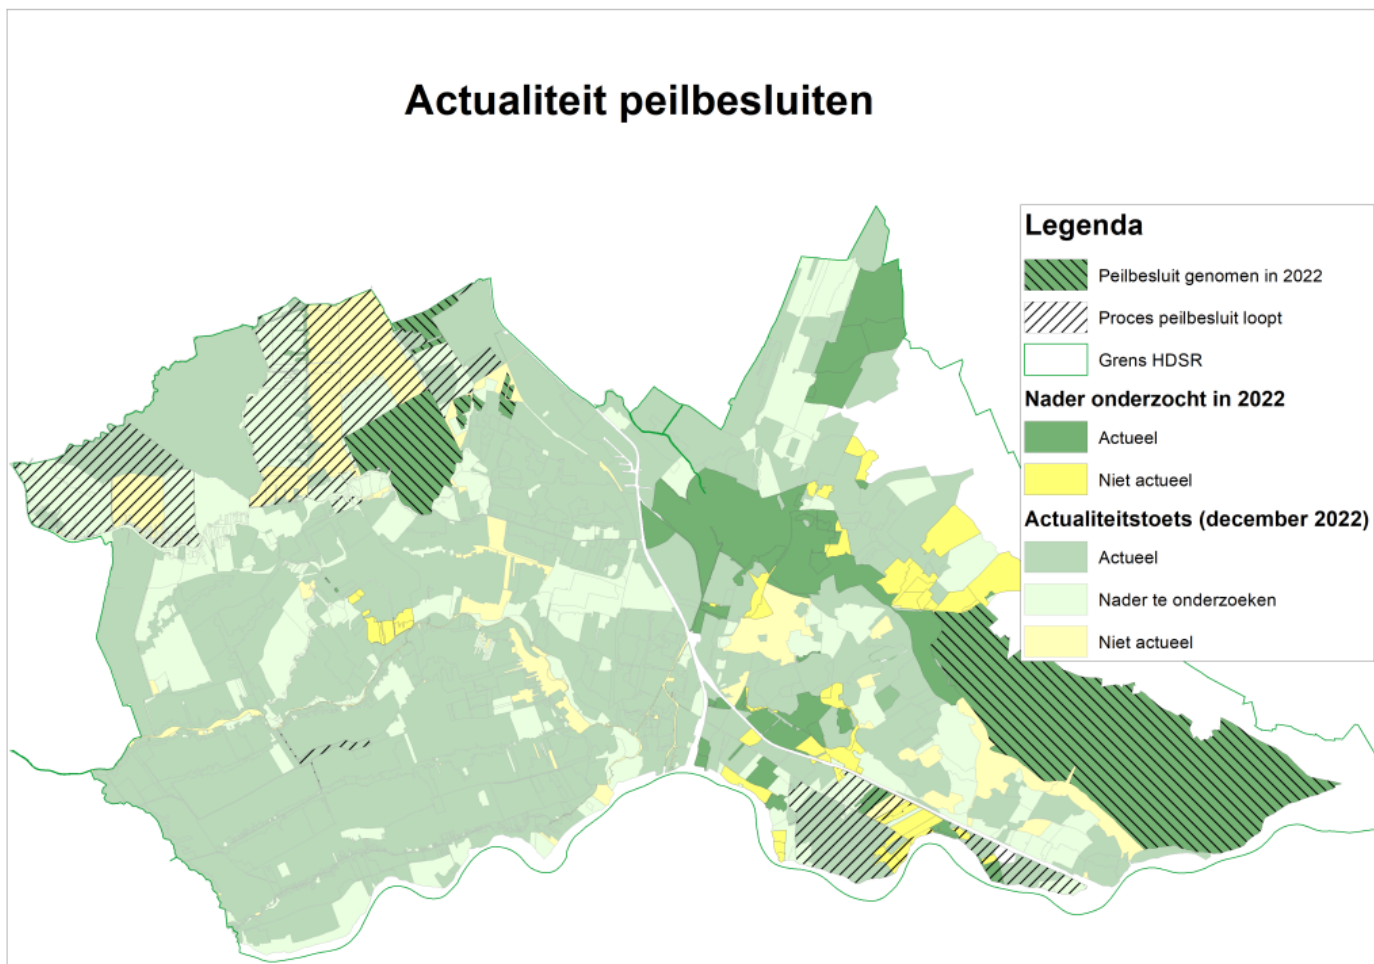 Actualiteit peilbesluiten
Legenda
Peilbesluit genomen in 2022
Proces peilbesluit loopt
Grens HDSR
Nader onderzocht in 2022
Actueel
Niet actueel
Actualiteitstoets (december 2022)
Actueel
Nader te onderzoeken
Niet actueel